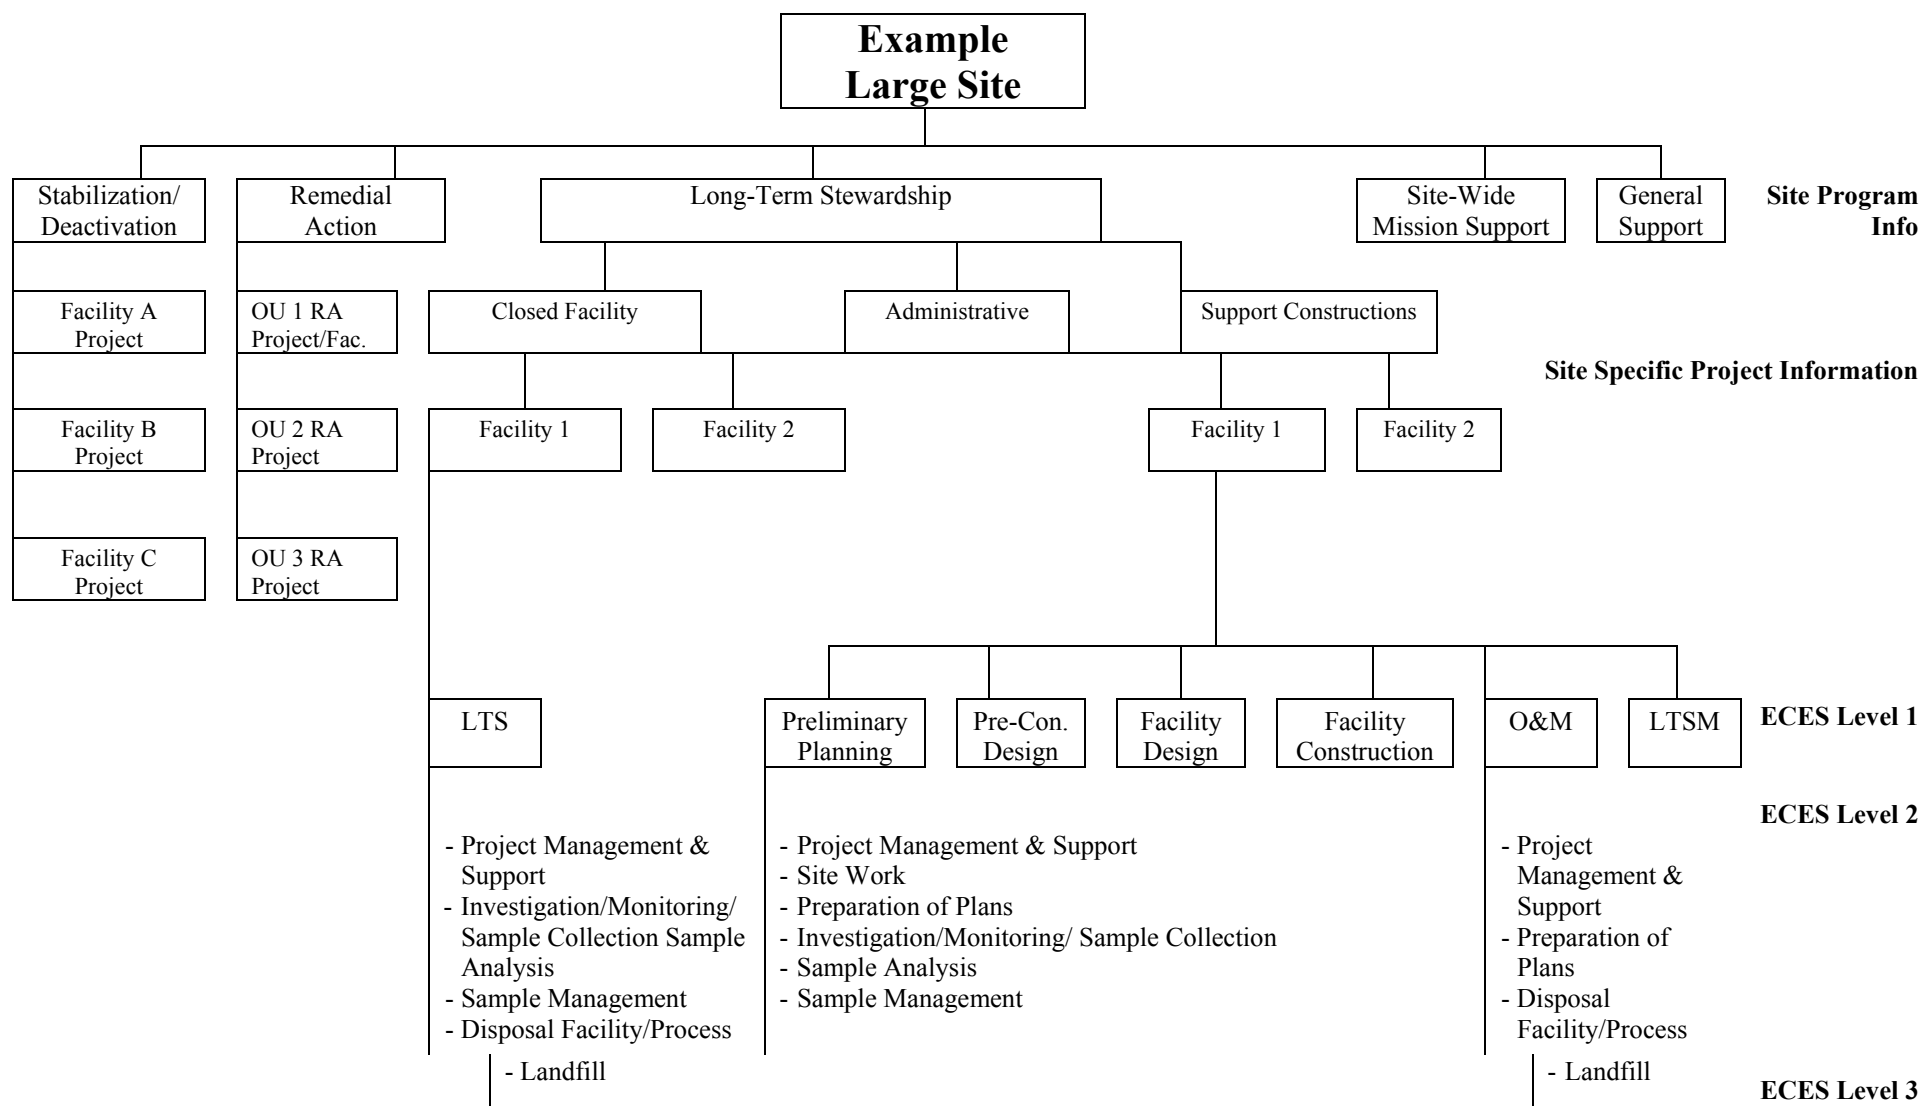 Example
Large Site
Stabilization/
Deactivation
Remedial
Action
Long-Term Stewardship
Site-Wide
Mission Support
General
Support
Site Program
Info
Facility A
Project
OU 1 RA
Project/Fac.
Closed Facility
Administrative
Support Constructions
Site Specific Project Information
Facility B
Project
OU 2 RA
Project
Facility 1
Facility 2
Facility 1
Facility 2
Facility C
Project
OU 3 RA
Project
LTS
Preliminary
Planning
Pre-Con.
Design
Facility
Design
Facility
Construction
O&M
LTSM
ECES Level 1
ECES Level 2
- Project Management &
Support
- Investigation/Monitoring/
Sample Collection Sample
Analysis
- Sample Management
- Disposal Facility/Process
- Landfill
- Project Management & Support
- Site Work
- Preparation of Plans
- Investigation/Monitoring/ Sample Collection
- Sample Analysis
- Sample Management
- Project
Management &
Support
- Preparation of
Plans
- Disposal
Facility/Process
- Landfill
ECES Level 3